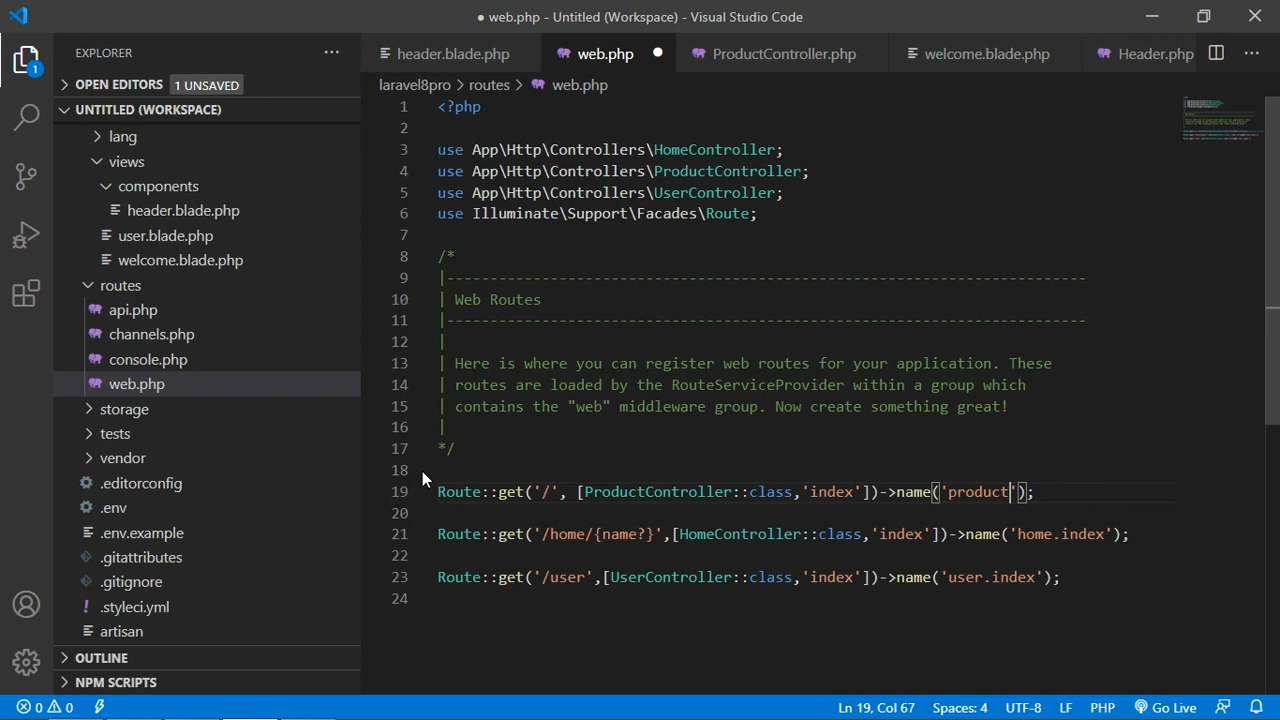 ● web.php - Untitled (Workspace) - Visual Studio Code
EXPLORER
OPEN EDITORS 1 UNSAVED
UNTITLED (WORKSPACE)
lang
views
components
header.blade.php
user.blade.php
welcome.blade.php
routes
api.php
channels.php
console.php
web.php
storage
tests
vendor
.editorconfig
.env
.env.example
.gitattributes
.gitignore
.styleci.yml
artisan
OUTLINE
NPM SCRIPTS
1
header.blade.php web.php ● ProductController.php welcome.blade.php Header.php
laravel8pro > routes > web.php
1 <?php
2
3 use App\Http\Controllers\HomeController;
4 use App\Http\Controllers\ProductController;
5 use App\Http\Controllers\UserController;
6 use Illuminate\Support\Facades\Route;
7
8 /*
9 |--------------------------------------------------------------------------
10 | Web Routes
11 |--------------------------------------------------------------------------
12 |
13 | Here is where you can register web routes for your application. These
14 | routes are loaded by the RouteServiceProvider within a group which
15 | contains the "web" middleware group. Now create something great!
16 |
17 */
18
19 Route::get('/', [ProductController::class,'index'])->name('product');
20
21 Route::get('/home/{name?}',[HomeController::class,'index'])->name('home.index');
22
23 Route::get('/user',[UserController::class,'index'])->name('user.index');
24
0 0 Ln 19, Col 67 Spaces: 4 UTF-8 LF PHP Go Live